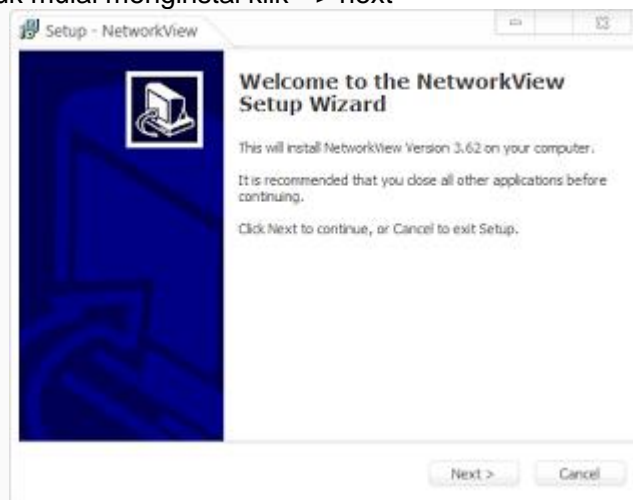 mulai menginstal klik -> next
Setup - NetworkView
Welcome to the NetworkView
Setup Wizard
This will install NetworkView Version 3.62 on your computer.
It is recommended that you close all other applications before
continuing.
Click Next to continue, or Cancel to exit Setup.
Next >
Cancel